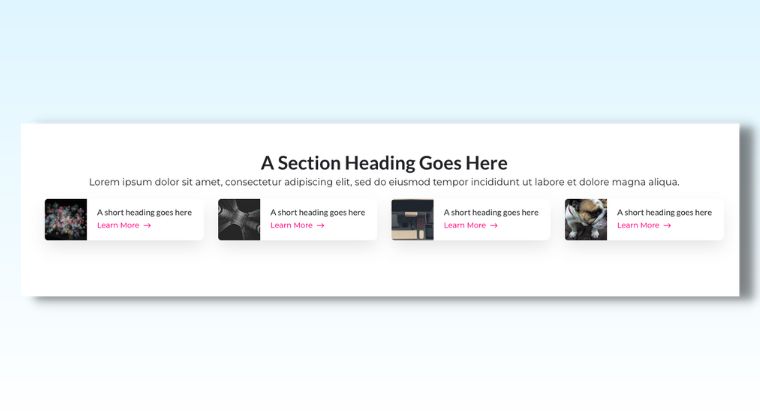 A Section Heading Goes Here
Lorem ipsum dolor sit amet, consectetur adipiscing elit, sed do eiusmod tempor incididunt ut labore et dolore magna aliqua.
A short heading goes here
Learn More →
A short heading goes here
Learn More →
A short heading goes here
Learn More →
A short heading goes here
Learn More →